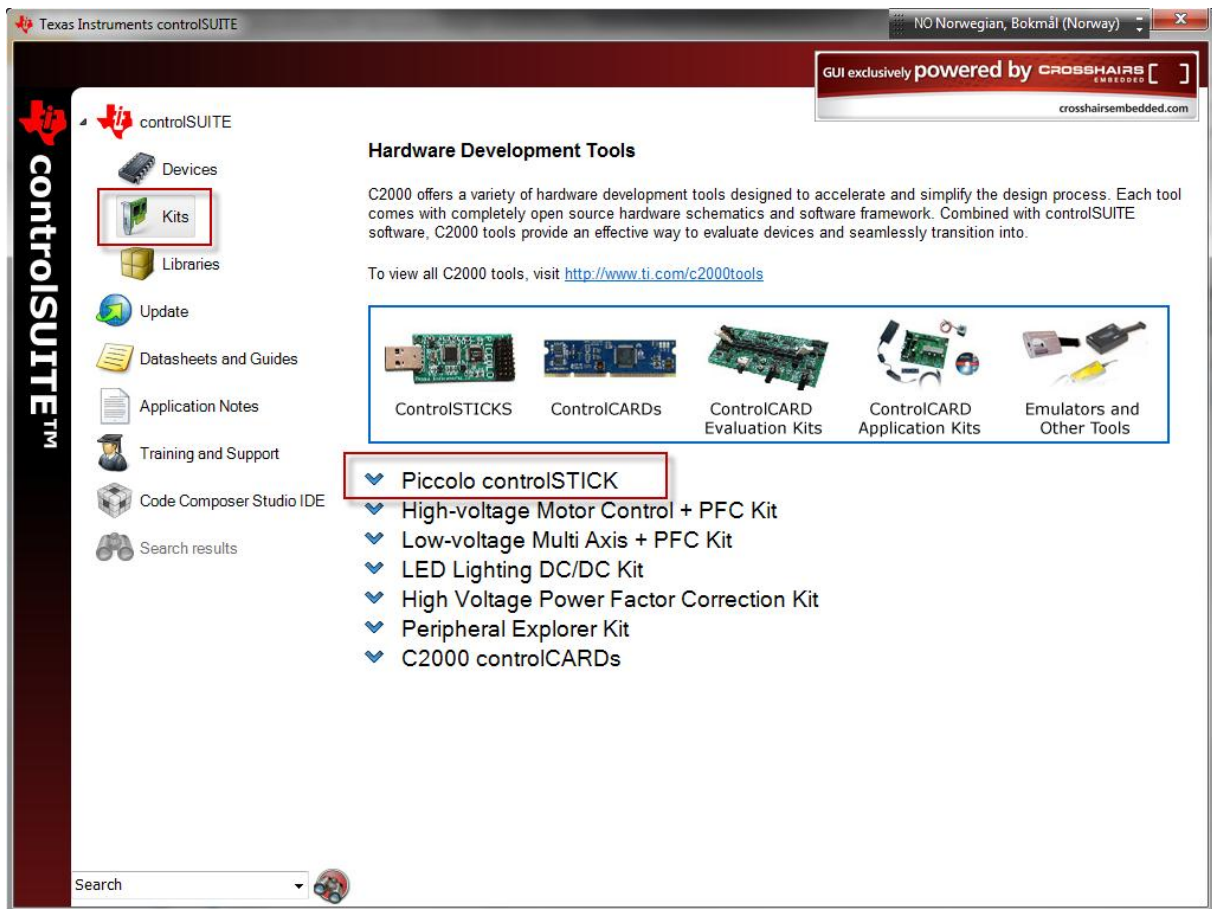 Texas Instruments controlSUITE
NO Norwegian, Bokmål (Norway)
X
GUI exclusively powered by CROSSHAIRS EMBEDDED [ ]
crosshairsembedded.com
controlSUITE™
controlSUITE
Devices
Kits
Libraries
Update
Datasheets and Guides
Application Notes
Training and Support
Code Composer Studio IDE
Search results
Hardware Development Tools
C2000 offers a variety of hardware development tools designed to accelerate and simplify the design process. Each tool
comes with completely open source hardware schematics and software framework. Combined with controlSUITE
software, C2000 tools provide an effective way to evaluate devices and seamlessly transition into.
To view all C2000 tools, visit http://www.ti.com/c2000tools
PICCOLO
Texas Instruments
ControlSTICKS
ControlCARDs
ControlCARD
Evaluation Kits
ControlCARD
Application Kits
Emulators and
Other Tools
Piccolo controlSTICK
High-voltage Motor Control + PFC Kit
Low-voltage Multi Axis + PFC Kit
LED Lighting DC/DC Kit
High Voltage Power Factor Correction Kit
Peripheral Explorer Kit
C2000 controlCARDs
Search